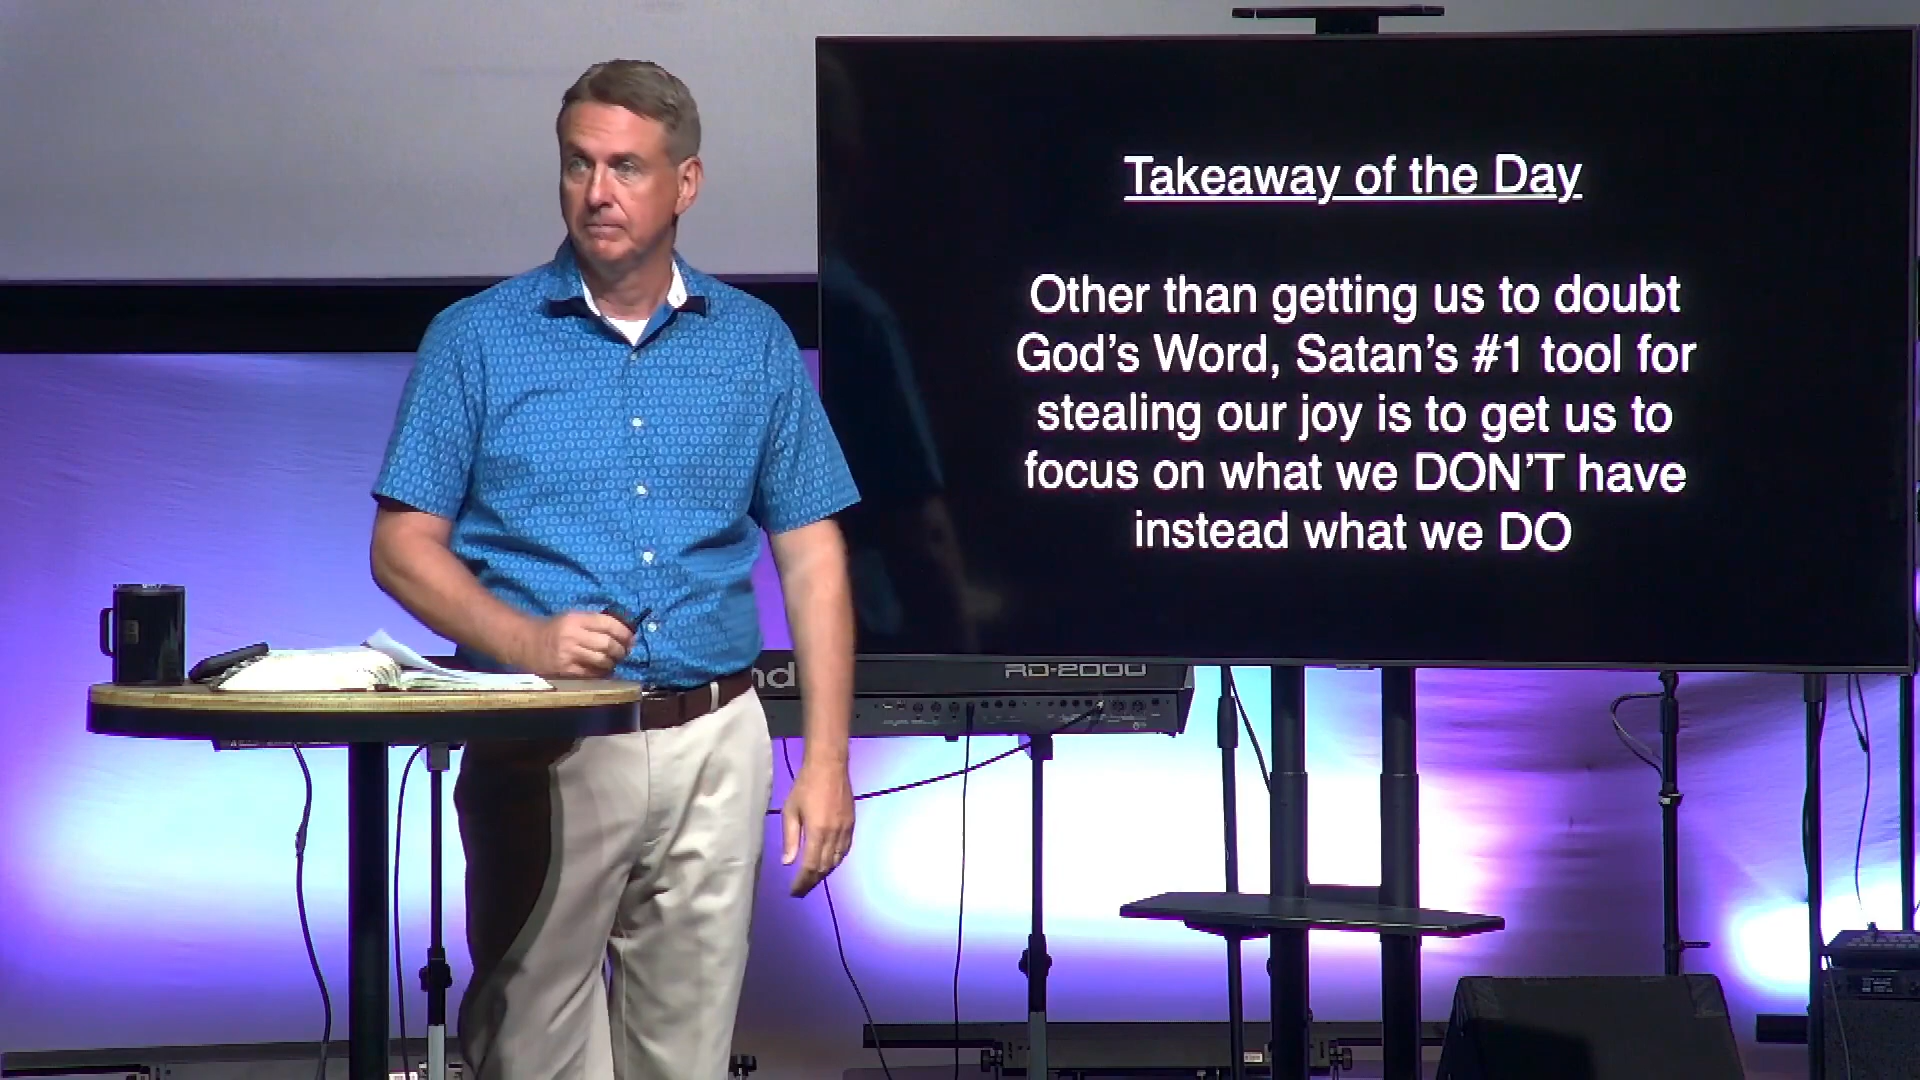 Takeaway of the Day
Other than getting us to doubt
God's Word, Satan's #1 tool for
stealing our joy is to get us to
focus on what we DON'T have
instead what we DO
nd
RD-2000